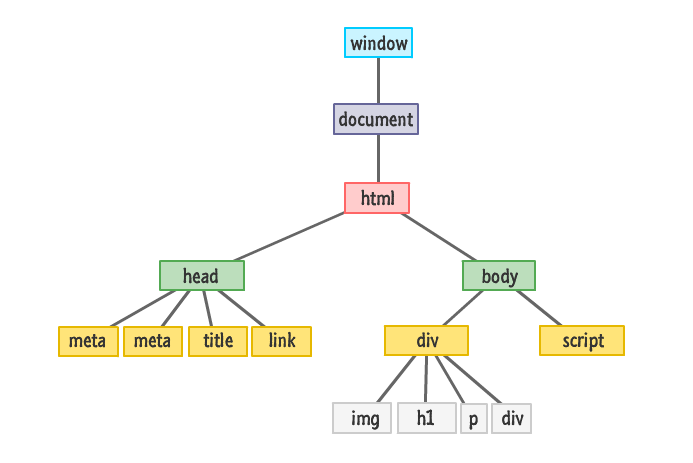 window
document
html
head body
meta meta title link div script
img h1 p div